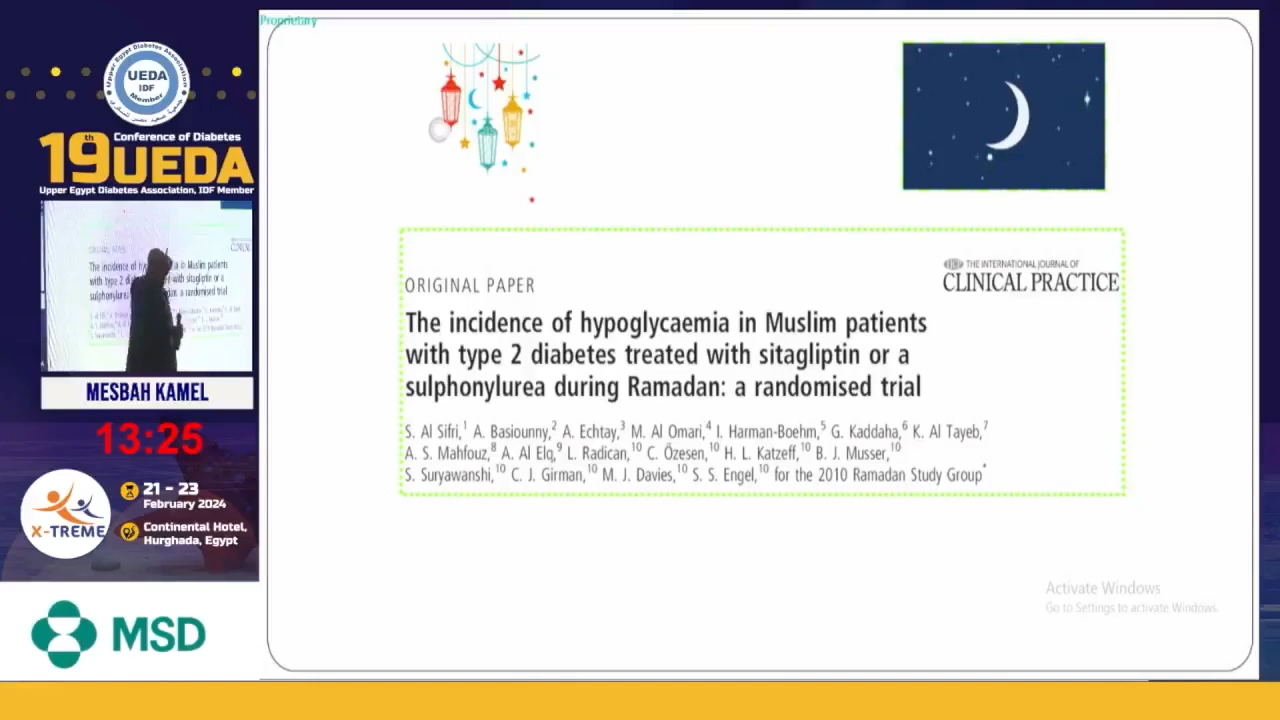 Proprietary
UEDA
IDF
Member
Upper Egypt Diabetes Association
19th Conference of Diabetes
UEDA
Upper Egypt Diabetes Association, IDF Member
MESBAH KAMEL
13:25
21 - 23
February 2024
X-TREME
Continental Hotel,
Hurghada, Egypt
MSD
ORIGINAL PAPER
THE INTERNATIONAL JOURNAL OF
CLINICAL PRACTICE
The incidence of hypoglycaemia in Muslim patients
with type 2 diabetes treated with sitagliptin or a
sulphonylurea during Ramadan: a randomised trial
S. Al Sifri,1 A. Basiounny,2 A. Echtay,3 M. Al Omari,4 I. Harman-Boehm,5 G. Kaddaha,6 K. Al Tayeb,7
A. S. Mahfouz,8 A. Al Elq,9 L. Radican,10 C. Özesen,10 H. L. Katzeff,10 B. J. Musser,10
S. Suryawanshi,10 C. J. Girman,10 M. J. Davies,10 S. S. Engel,10 for the 2010 Ramadan Study Group*
Activate Windows
Go to Settings to activate Windows.